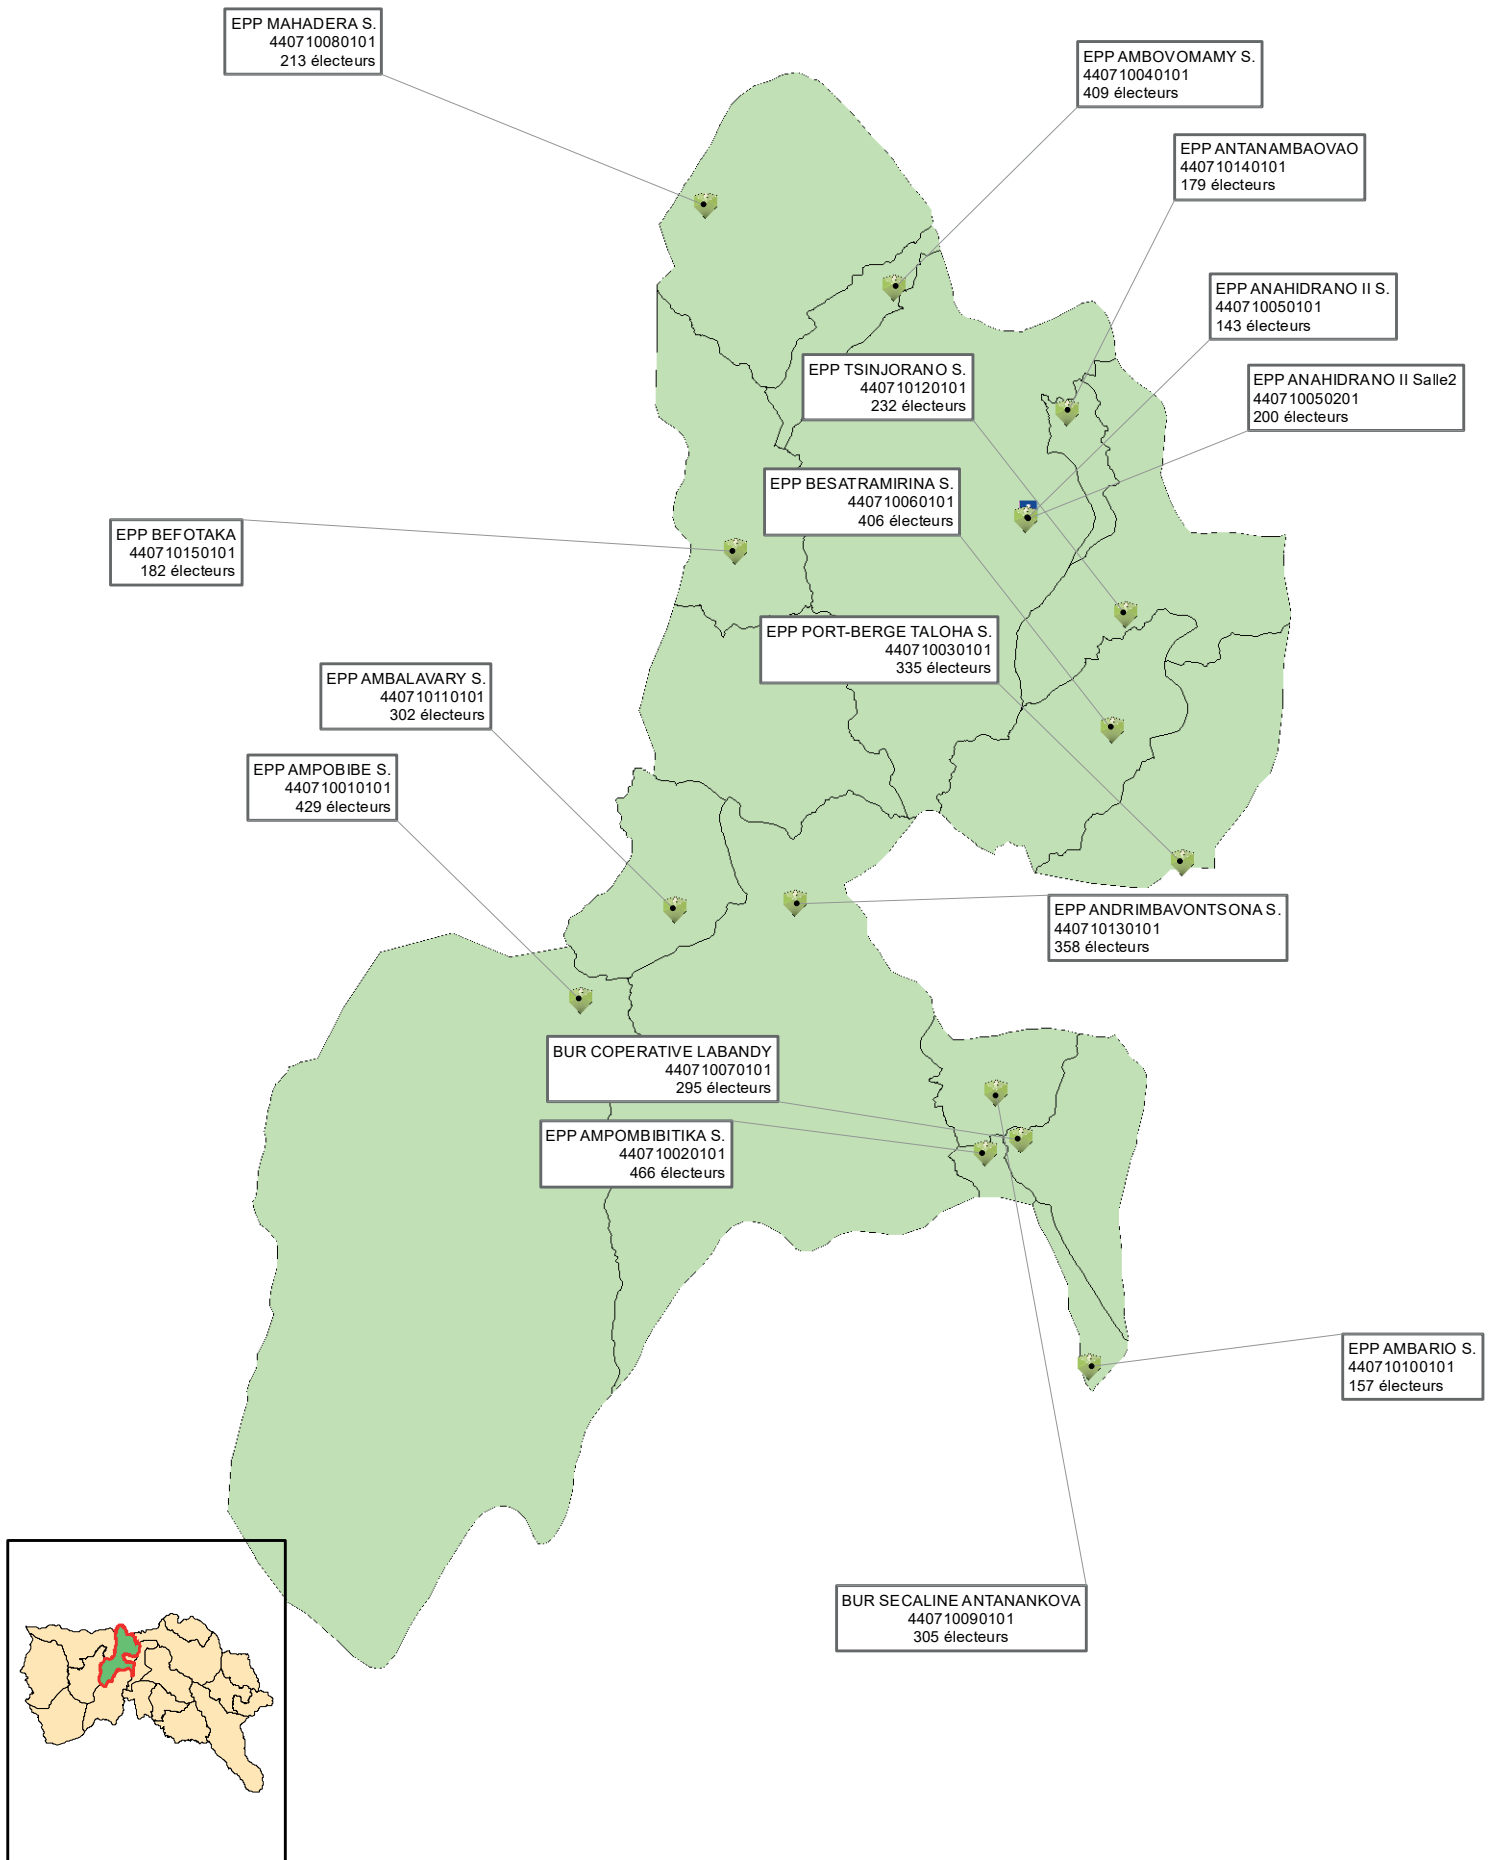 EPP MAHADERA S.
440710080101
213 électeurs
EPP AMBOVOMAMY S.
440710040101
409 électeurs
EPP ANTANAMBAOVAO
440710140101
179 électeurs
EPP ANAHIDRANO II S.
440710050101
143 électeurs
EPP TSINJORANO S.
440710120101
232 électeurs
EPP ANAHIDRANO II Salle2
440710050201
200 électeurs
EPP BESATRAMIRINA S.
440710060101
406 électeurs
EPP BEFOTAKA
440710150101
182 électeurs
EPP PORT-BERGE TALOHA S.
440710030101
335 électeurs
EPP AMBALAVARY S.
440710110101
302 électeurs
EPP AMPOBIBE S.
440710010101
429 électeurs
EPP ANDRIMBAVONTSONA S.
440710130101
358 électeurs
BUR COPERATIVE LABANDY
440710070101
295 électeurs
EPP AMPOMBIBITIKA S.
440710020101
466 électeurs
EPP AMBARIO S.
440710100101
157 électeurs
BUR SECALINE ANTANANKOVA
440710090101
305 électeurs